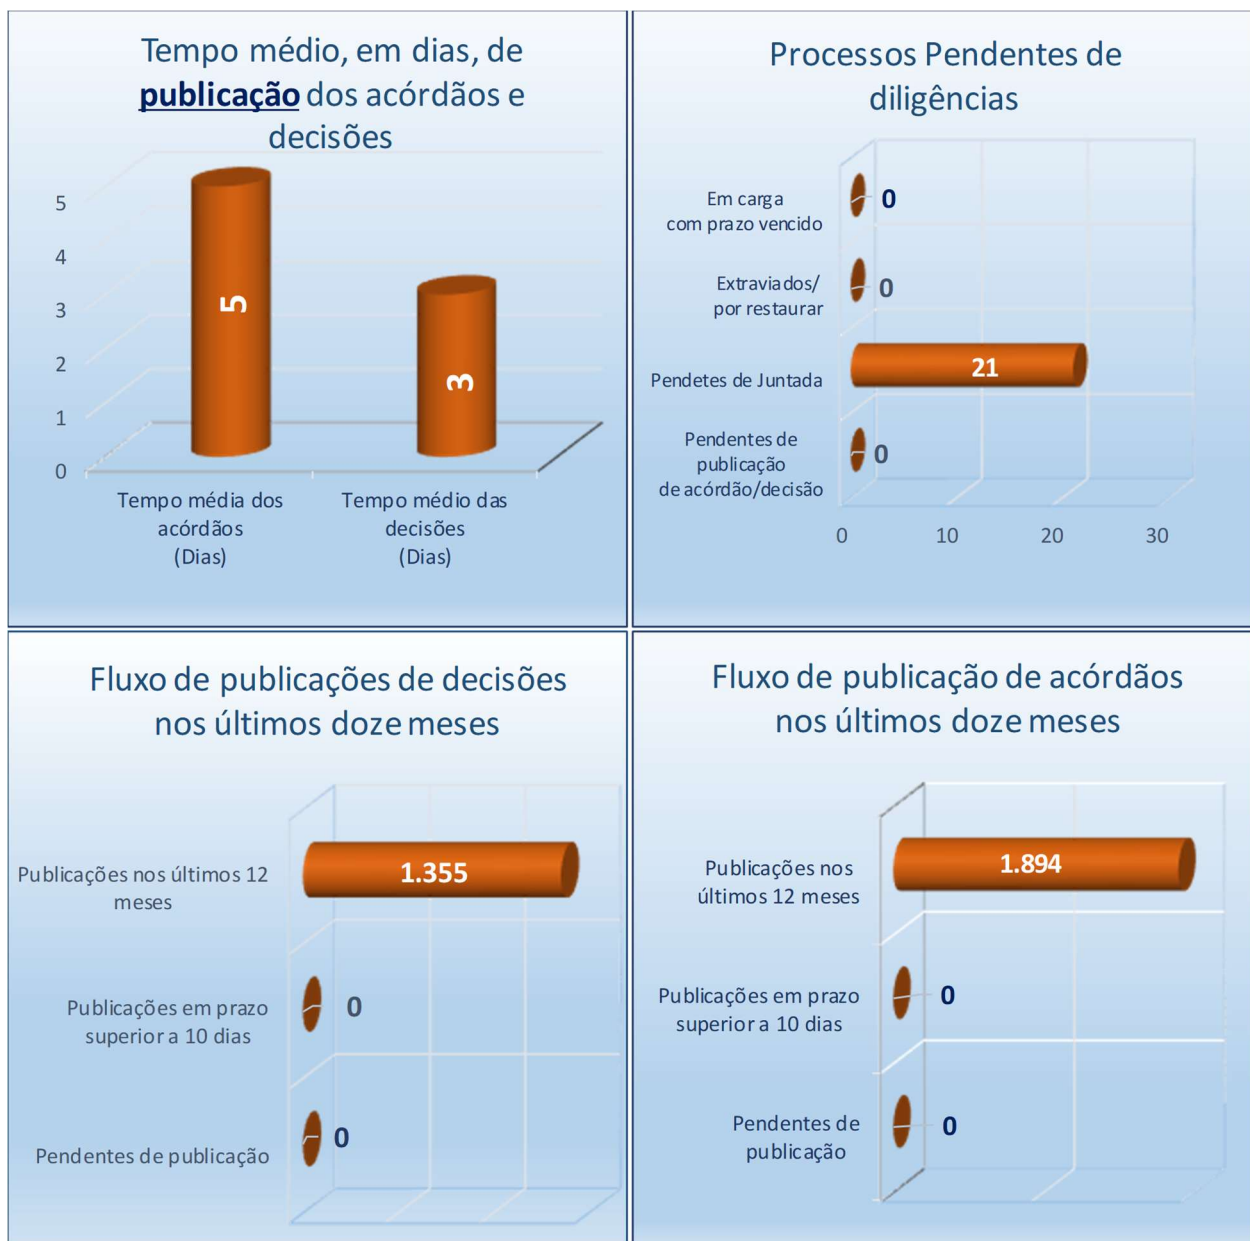 Tempo médio, em dias, de
publicação dos acórdãos e
decisões
5
4
3
2
1
0
5
3
Tempo média dos
acórdãos
(Dias)
Tempo médio das
decisões
(Dias)
Processos Pendentes de
diligências
Em carga
com prazo vencido
0
Extraviados/
por restaurar
0
Pendetes de Juntada
21
Pendentes de
publicação
de acórdão/decisão
0
0 10 20 30
Fluxo de publicações de decisões
nos últimos doze meses
Publicações nos últimos 12
meses
1.355
Publicações em prazo
superior a 10 dias
0
Pendentes de publicação
0
Fluxo de publicação de acórdãos
nos últimos doze meses
Publicações nos
últimos 12 meses
1.894
Publicações em prazo
superior a 10 dias
0
Pendentes de
publicação
0